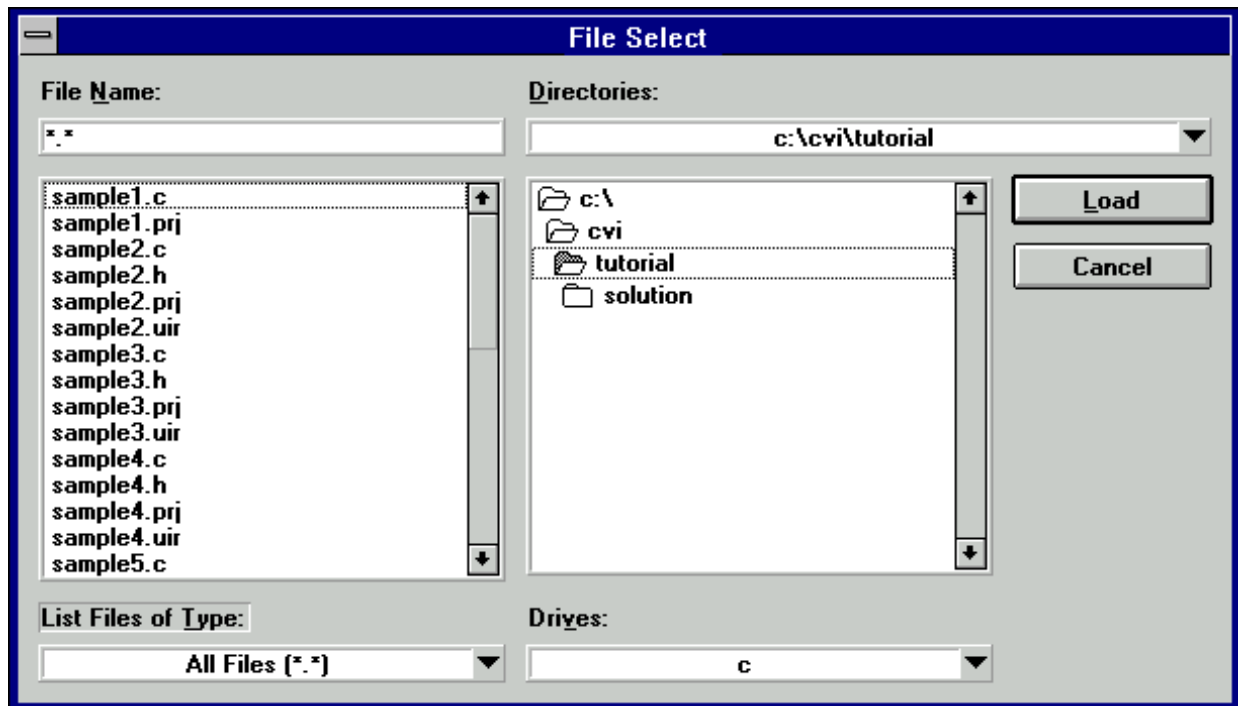 File Select
File Name:
*.*
sample1.c
sample1.prj
sample2.c
sample2.h
sample2.prj
sample2.uir
sample3.c
sample3.h
sample3.prj
sample3.uir
sample4.c
sample4.h
sample4.prj
sample4.uir
sample5.c
List Files of Type:
All Files (*.*)
Directories:
c:\cvi\tutorial
c:\
cvi
tutorial
solution
Drives:
c
Load
Cancel